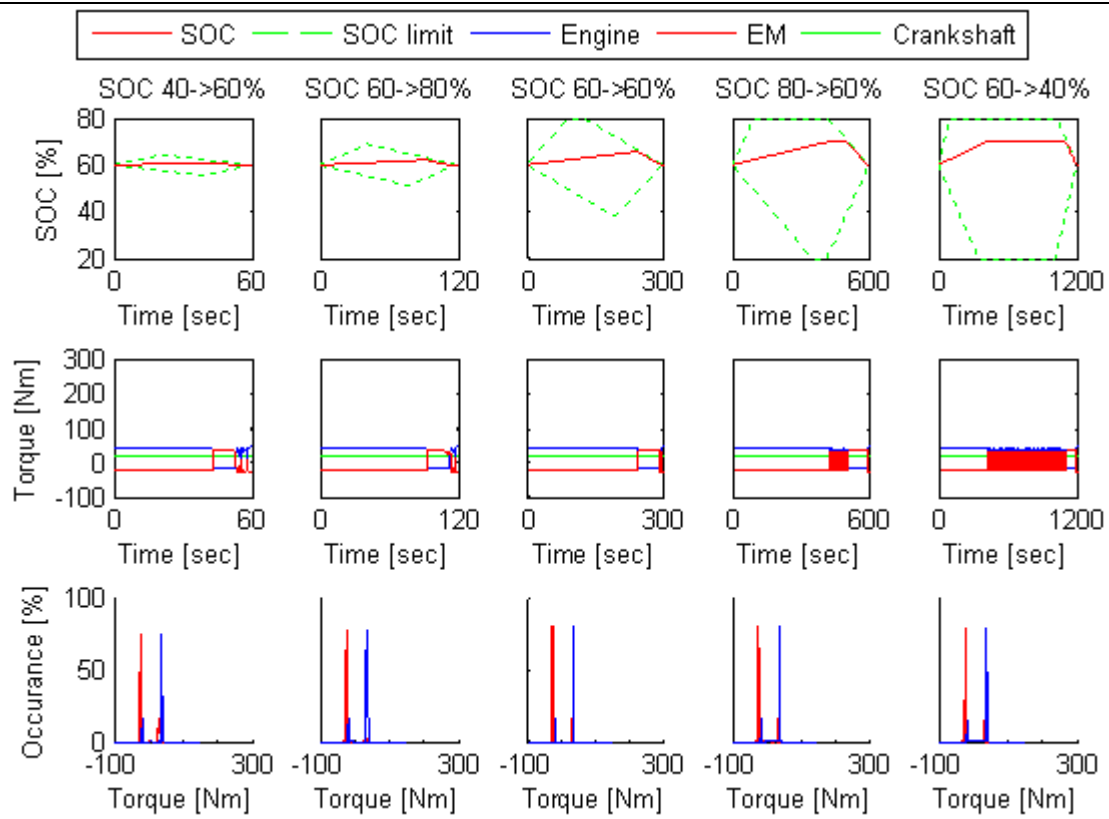 SOC SOC limit Engine EM Crankshaft
SOC 40->60% SOC 60->80% SOC 60->60% SOC 80->60% SOC 60->40%
SOC [%]
80
60
40
20
0 60 0 120 0 300 0 600 0 1200
Time [sec] Time [sec] Time [sec] Time [sec] Time [sec]
Torque [Nm]
300
200
100
0
-100
0 60 0 120 0 300 0 600 0 1200
Time [sec] Time [sec] Time [sec] Time [sec] Time [sec]
Occurance [%]
100
50
0
-100 300 -100 300 -100 300 -100 300 -100 300
Torque [Nm] Torque [Nm] Torque [Nm] Torque [Nm] Torque [Nm]